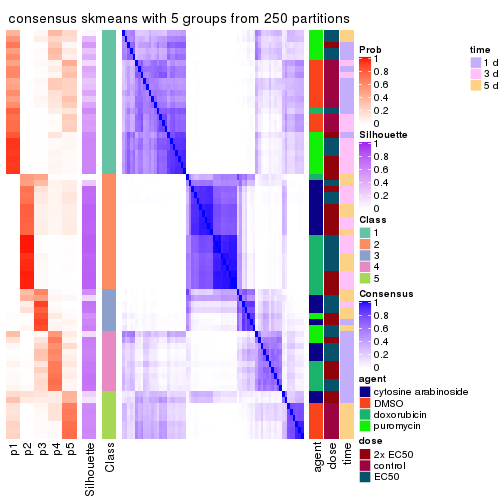 consensus skmeans with 5 groups from 250 partitions
Prob
1
0.8
0.6
0.4
0.2
0
time
1 d
3 d
5 d
Silhouette
1
0.8
0.6
0.4
0.2
0
Class
1
2
3
4
5
Consensus
1
0.8
0.6
0.4
0.2
0
agent
cytosine arabinoside
DMSO
doxorubicin
puromycin
dose
2x EC50
control
EC50
p1
p2
p3
p4
p5
Silhouette
Class
agent
dose
time